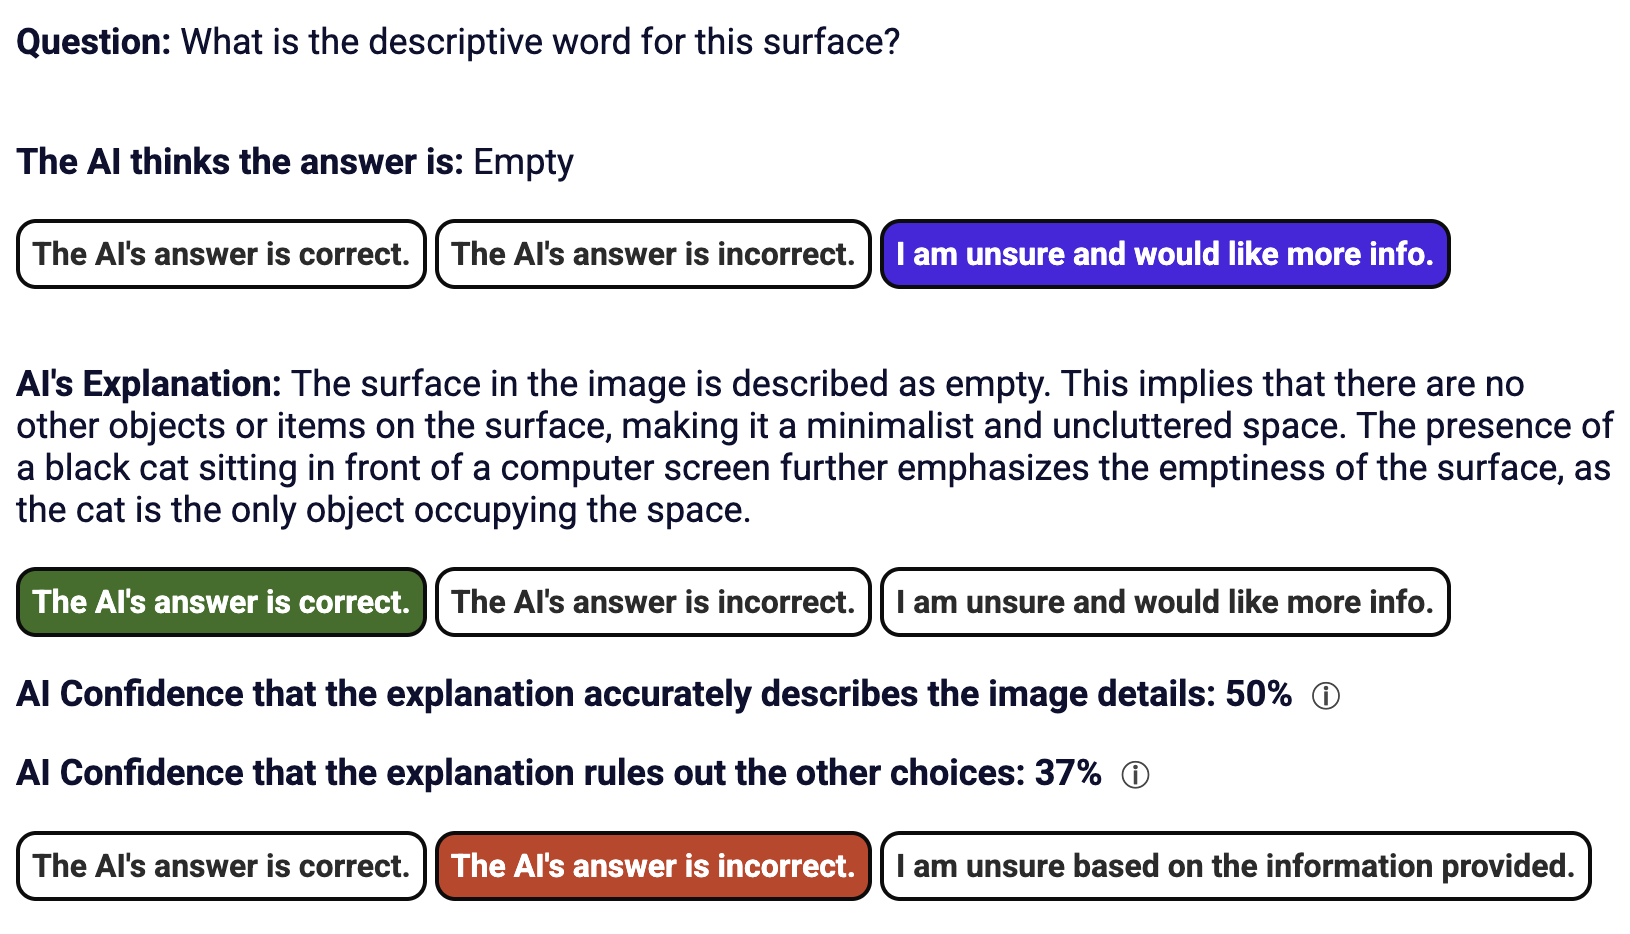 Question: What is the descriptive word for this surface?
The AI thinks the answer is: Empty
The AI's answer is correct. The AI's answer is incorrect. I am unsure and would like more info.
AI's Explanation: The surface in the image is described as empty. This implies that there are no
other objects or items on the surface, making it a minimalist and uncluttered space. The presence of
a black cat sitting in front of a computer screen further emphasizes the emptiness of the surface, as
the cat is the only object occupying the space.
The AI's answer is correct. The AI's answer is incorrect. I am unsure and would like more info.
AI Confidence that the explanation accurately describes the image details: 50% ⓘ
AI Confidence that the explanation rules out the other choices: 37% ⓘ
The AI's answer is correct. The AI's answer is incorrect. I am unsure based on the information provided.